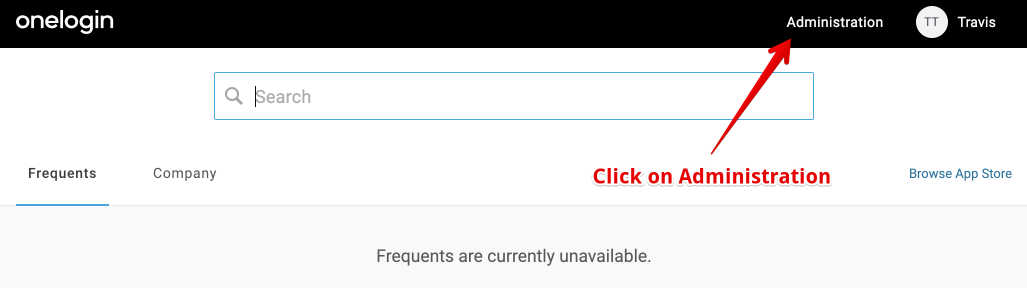 onelogin
Administration
TT
Travis
Search
Frequents
Company
Click on Administration
Browse App Store
Frequents are currently unavailable.